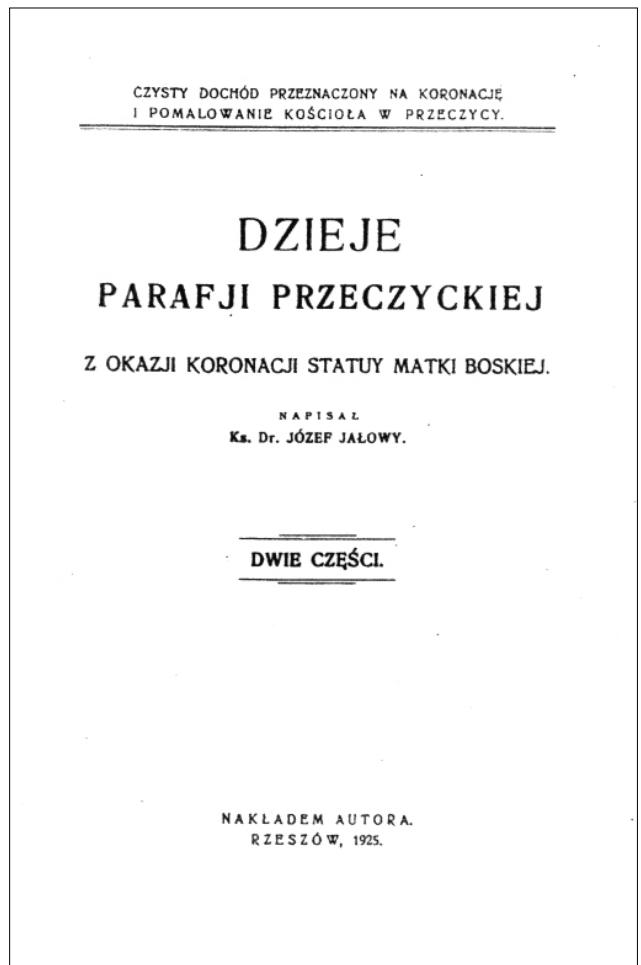 CZYSTY DOCHÓD PRZEZNACZONY NA KORONACJĘ
I POMALOWANIE KOŚCIOŁA W PRZECZYCY.
DZIEJE
PARAFJI PRZECZYCKIEJ
Z OKAZJI KORONACJI STATUY MATKI BOSKIEJ.
NAPISAŁ
Ks. Dr. JÓZEF JAŁOWY.
DWIE CZĘŚCI.
NAKŁADEM AUTORA.
RZESZÓW, 1925.